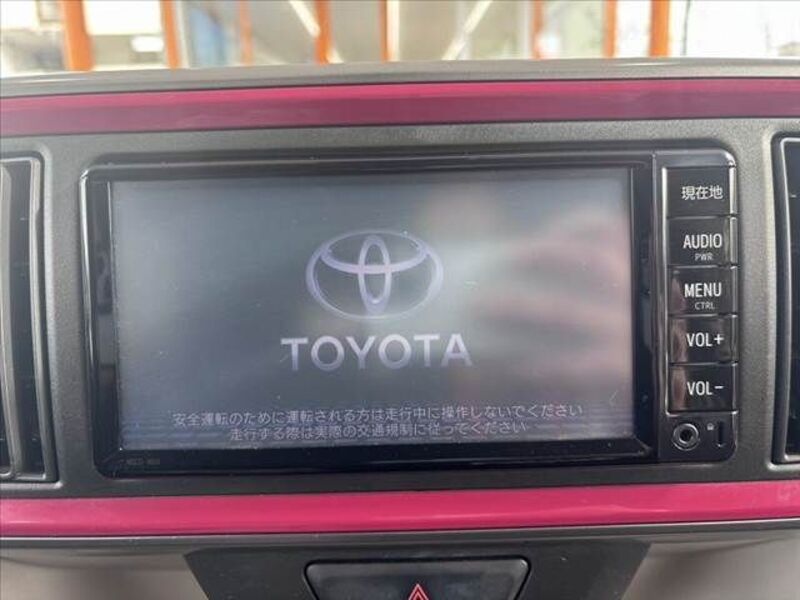 現在地
AUDIO
PWR
MENU
CTRL
VOL+
VOL-
TOYOTA
安全運転のために運転される方は走行中に操作しないでください
走行する際は実際の交通規制に従ってください